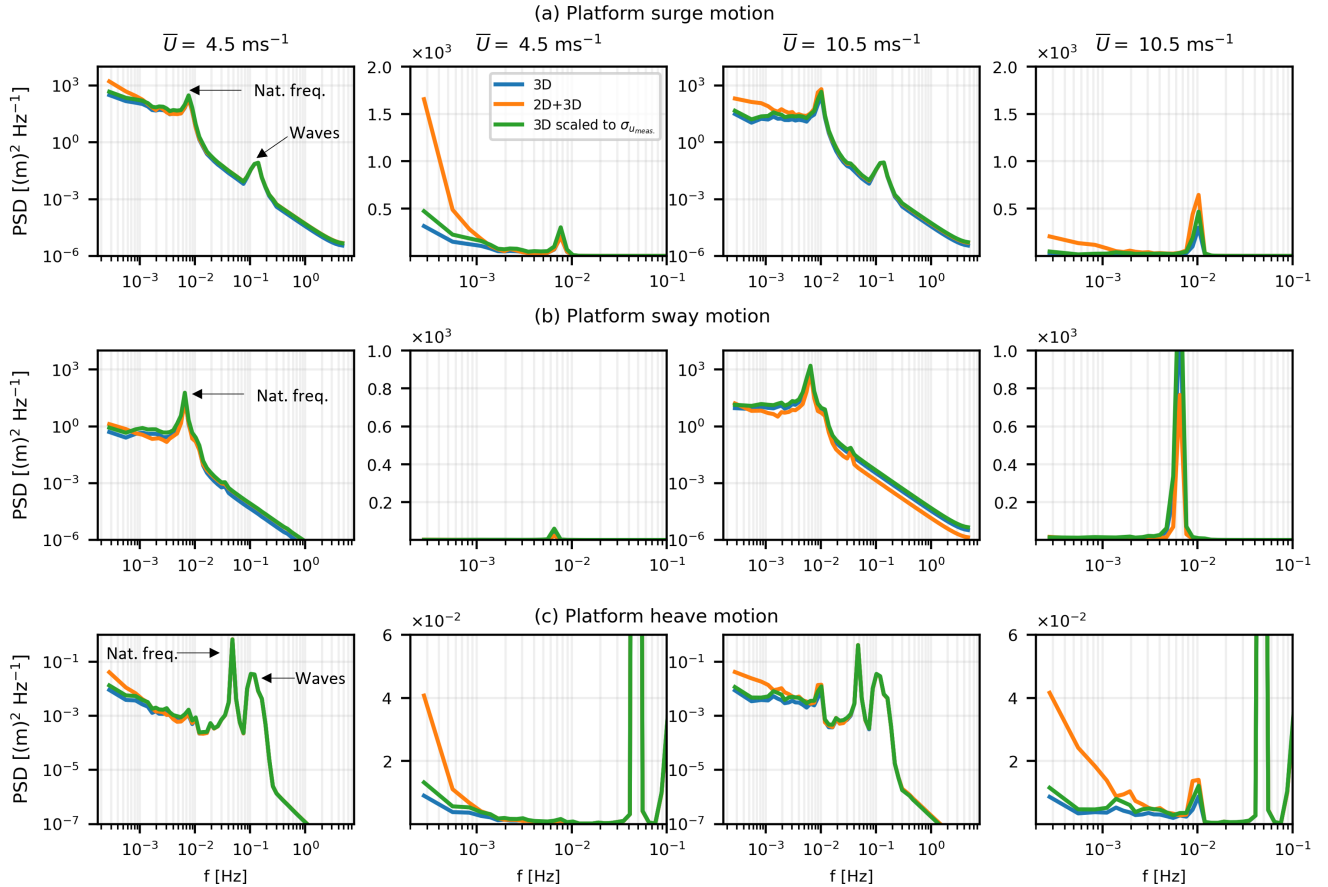 (a) Platform surge motion
U̅ = 4.5 ms⁻¹
U̅ = 4.5 ms⁻¹
U̅ = 10.5 ms⁻¹
U̅ = 10.5 ms⁻¹
×10³
×10³
PSD [(m)² Hz⁻¹]
10³
10⁰
10⁻³
10⁻⁶
Nat. freq.
Waves
2.0
1.5
1.0
0.5
3D
2D+3D
3D scaled to σ_{u_{meas.}}
10³
10⁰
10⁻³
10⁻⁶
2.0
1.5
1.0
0.5
10⁻³ 10⁻² 10⁻¹ 10⁰
10⁻³ 10⁻² 10⁻¹
10⁻³ 10⁻² 10⁻¹ 10⁰
10⁻³ 10⁻² 10⁻¹
(b) Platform sway motion
×10³
×10³
PSD [(m)² Hz⁻¹]
10³
10⁰
10⁻³
10⁻⁶
Nat. freq.
1.0
0.8
0.6
0.4
0.2
10³
10⁰
10⁻³
10⁻⁶
1.0
0.8
0.6
0.4
0.2
10⁻³ 10⁻² 10⁻¹ 10⁰
10⁻³ 10⁻² 10⁻¹
10⁻³ 10⁻² 10⁻¹ 10⁰
10⁻³ 10⁻² 10⁻¹
(c) Platform heave motion
×10⁻²
×10⁻²
PSD [(m)² Hz⁻¹]
10⁻¹
10⁻³
10⁻⁵
10⁻⁷
Nat. freq.
Waves
6
4
2
10⁻¹
10⁻³
10⁻⁵
10⁻⁷
6
4
2
10⁻³ 10⁻² 10⁻¹ 10⁰
10⁻³ 10⁻² 10⁻¹
10⁻³ 10⁻² 10⁻¹ 10⁰
10⁻³ 10⁻² 10⁻¹
f [Hz]
f [Hz]
f [Hz]
f [Hz]